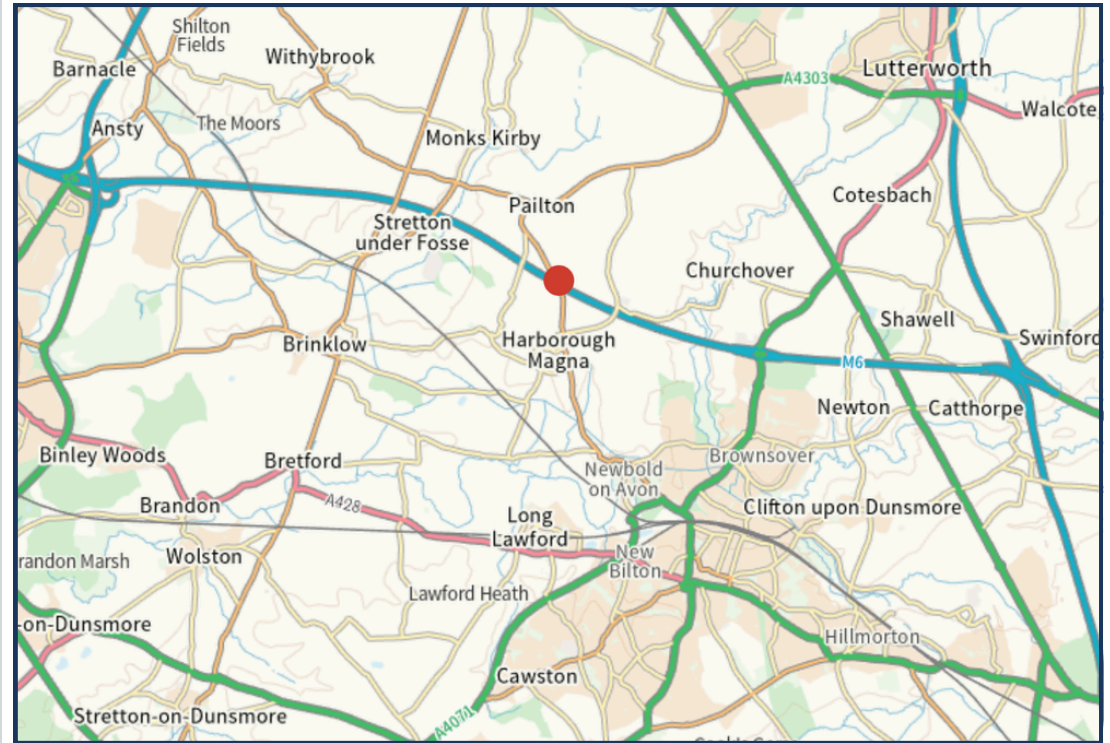 Shilton
Fields
Withybrook
Barnacle
Lutterworth
A4303
Walcote
Ansty
The Moors
Monks Kirby
Cotesbach
Pailton
Stretton
under Fosse
Churchover
Shawell
Harborough
Magna
Brinklow
Swinford
M6
Newton
Catthorpe
Binley Woods
Bretford
Newbold
on Avon
Brownsover
Brandon
A428
Long
Lawford
Clifton upon Dunsmore
Wolston
randon Marsh
New
Bilton
Lawford Heath
-on-Dunsmore
Hillmorton
Cawston
Stretton-on-Dunsmore
A4071